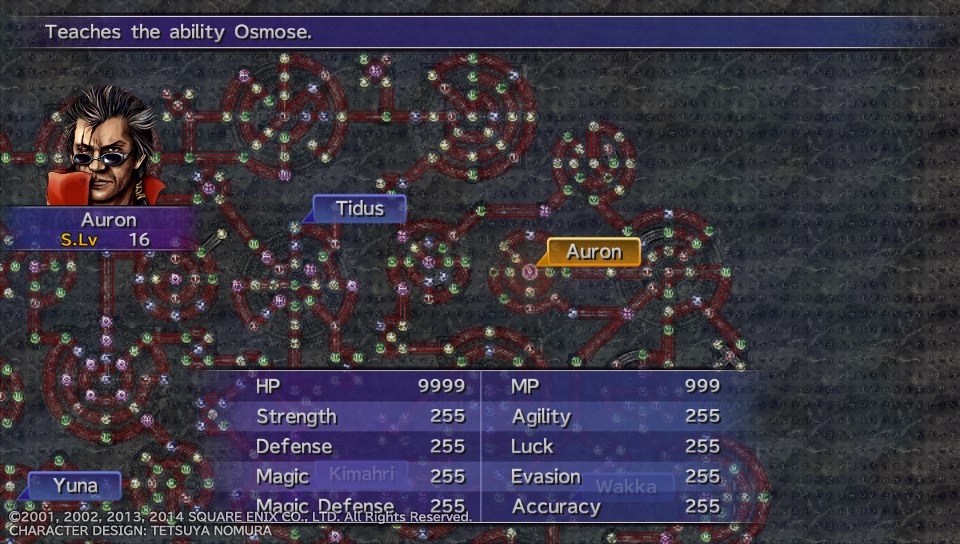 Teaches the ability Osmose.
Tidus
Auron
S.Lv 16
Auron
HP 9999 MP 999
Strength 255 Agility 255
Defense 255 Luck 255
Magic 255 Evasion 255
Kimahri
Wakka
Magic Defense 255 Accuracy 255
Yuna
©2001, 2002, 2013, 2014 SQUARE ENIX CO., LTD. All Rights Reserved.
CHARACTER DESIGN: TETSUYA NOMURA